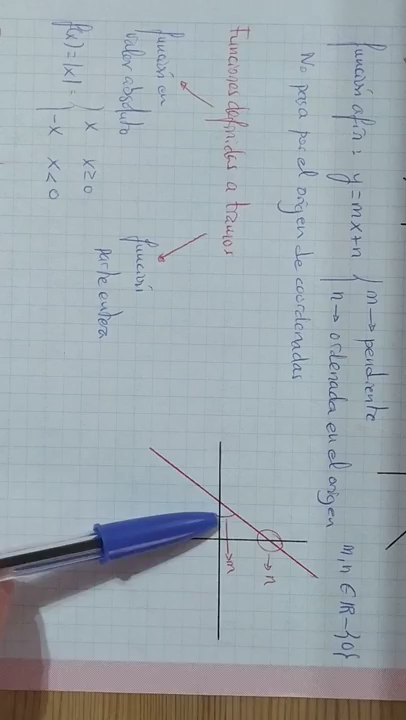 función afín: y = mx+n { m → pendiente
n → ordenada en el origen m, n ∈ ℝ - {0}
No pasa por el origen de coordenadas
→ n
→ m
Funciones definidas a tramos
función en
valor absoluto
función
parte entera
f(x) = |x| = { x x ≥ 0
-x x < 0